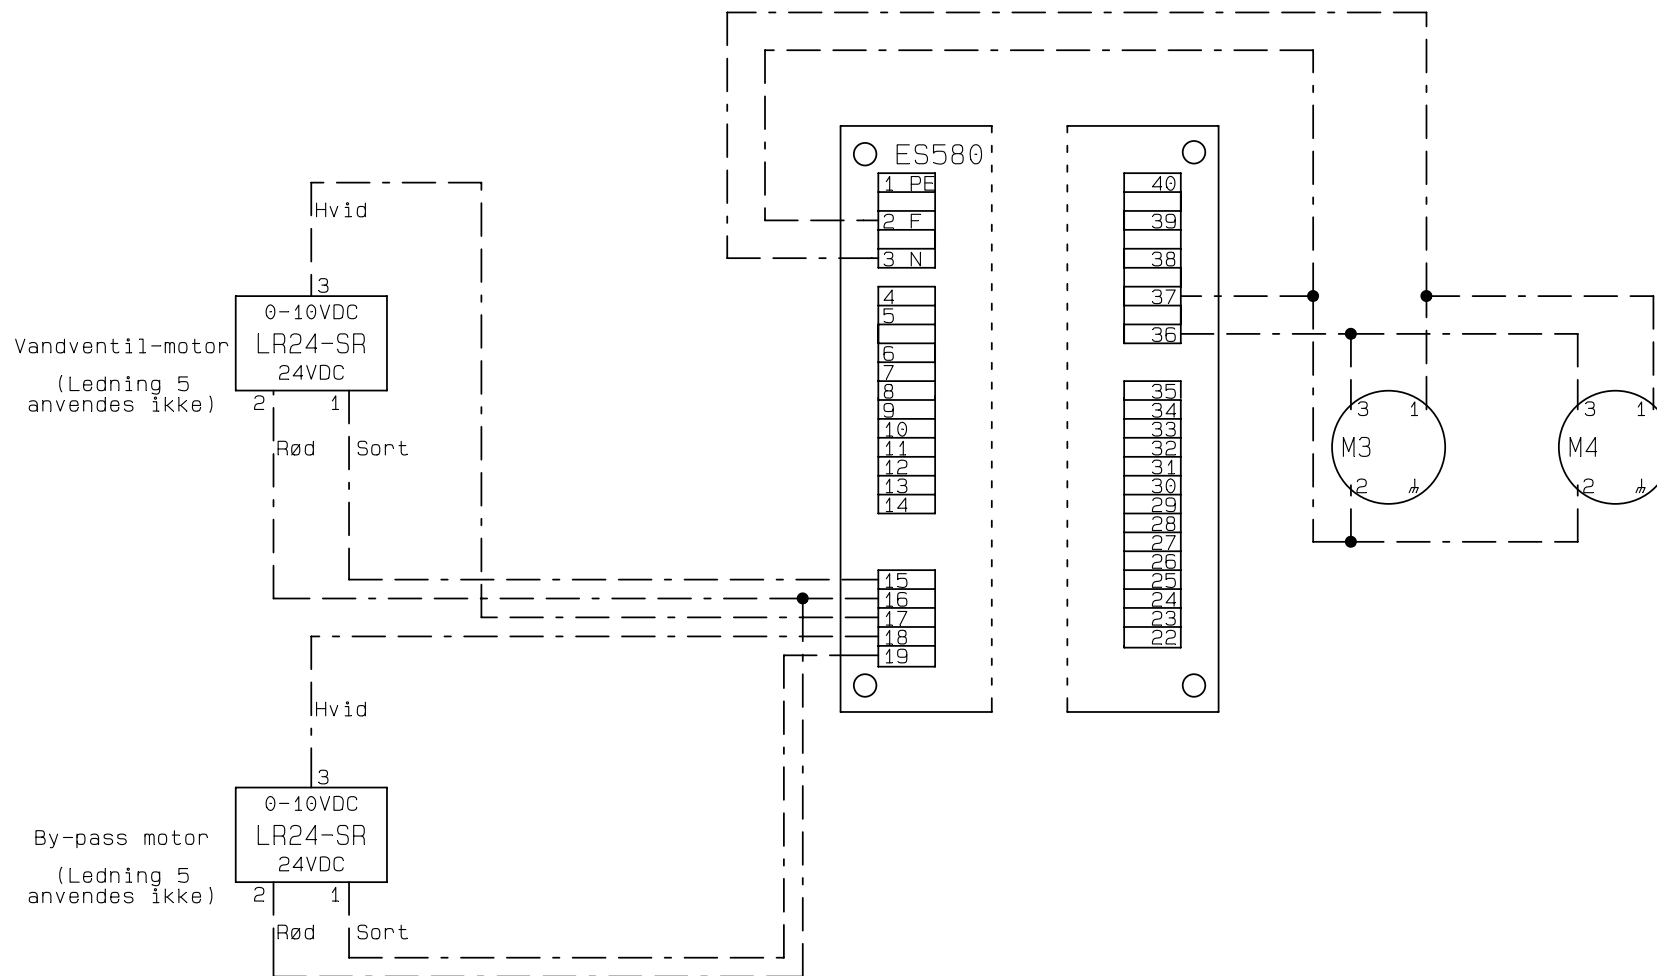 ES580
1 PE
2 F
3 N
4
5
6
7
8
9
10
11
12
13
14
15
16
17
18
19
40
39
38
37
36
35
34
33
32
31
30
29
28
27
26
25
24
23
22
Hvid
3
0-10VDC
LR24-SR
24VDC
Vandventil-motor
(Ledning 5
anvendes ikke)
2 1
Rød Sort
Hvid
3
0-10VDC
LR24-SR
24VDC
By-pass motor
(Ledning 5
anvendes ikke)
2 1
Rød Sort
3 1
M3
2
3 1
M4
2